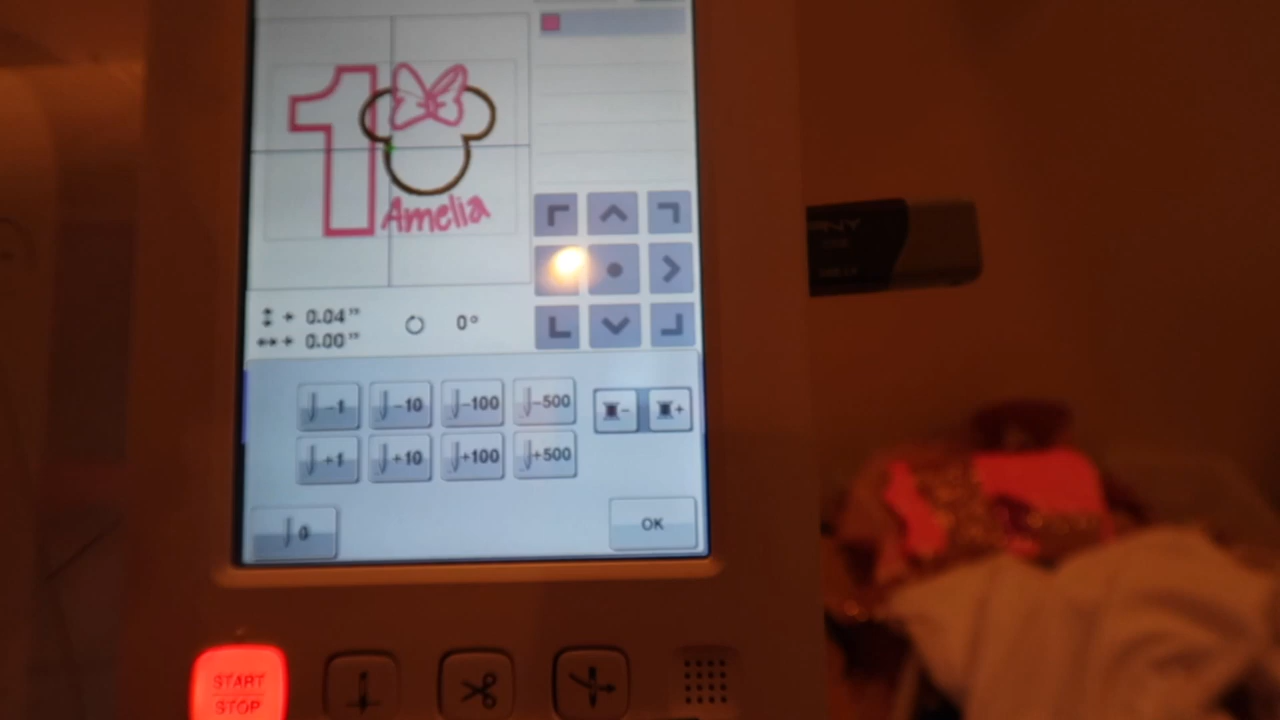 1
Amelia
+ 0.04"
+ 0.00"
0°
-1
-10
-100
-500
- +
+1
+10
+100
+500
0
OK
START
STOP
PNY